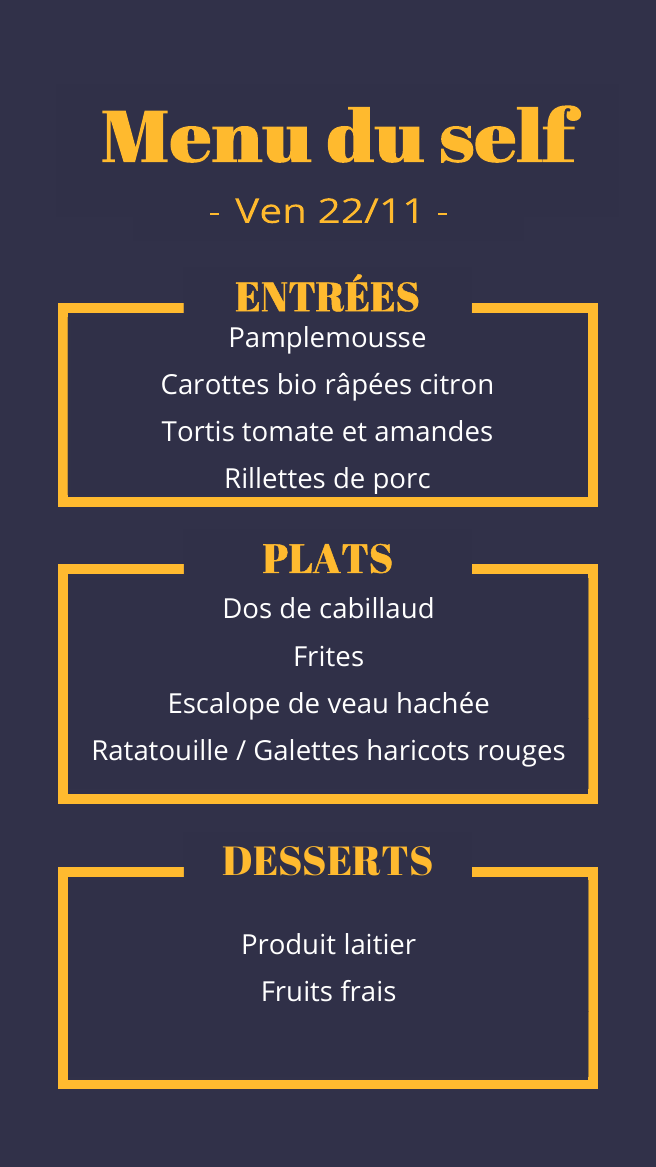 Menu du self
- Ven 22/11 -
ENTRÉES
Pamplemousse
Carottes bio râpées citron
Tortis tomate et amandes
Rillettes de porc
PLATS
Dos de cabillaud
Frites
Escalope de veau hachée
Ratatouille / Galettes haricots rouges
DESSERTS
Produit laitier
Fruits frais